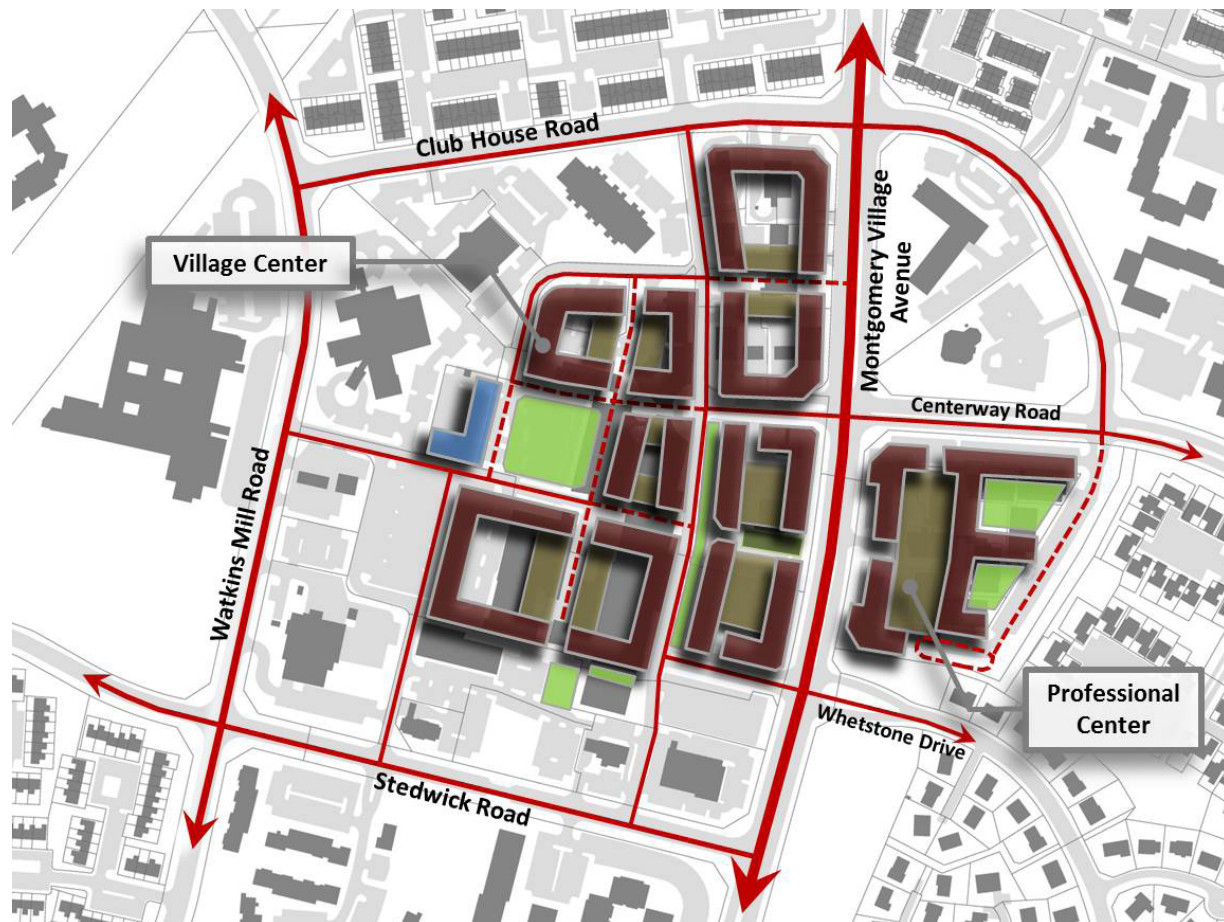 Club House Road
Village Center
Montgomery Village
Avenue
Centerway Road
Watkins Mill Road
Professional
Center
Whetstone Drive
Stedwick Road